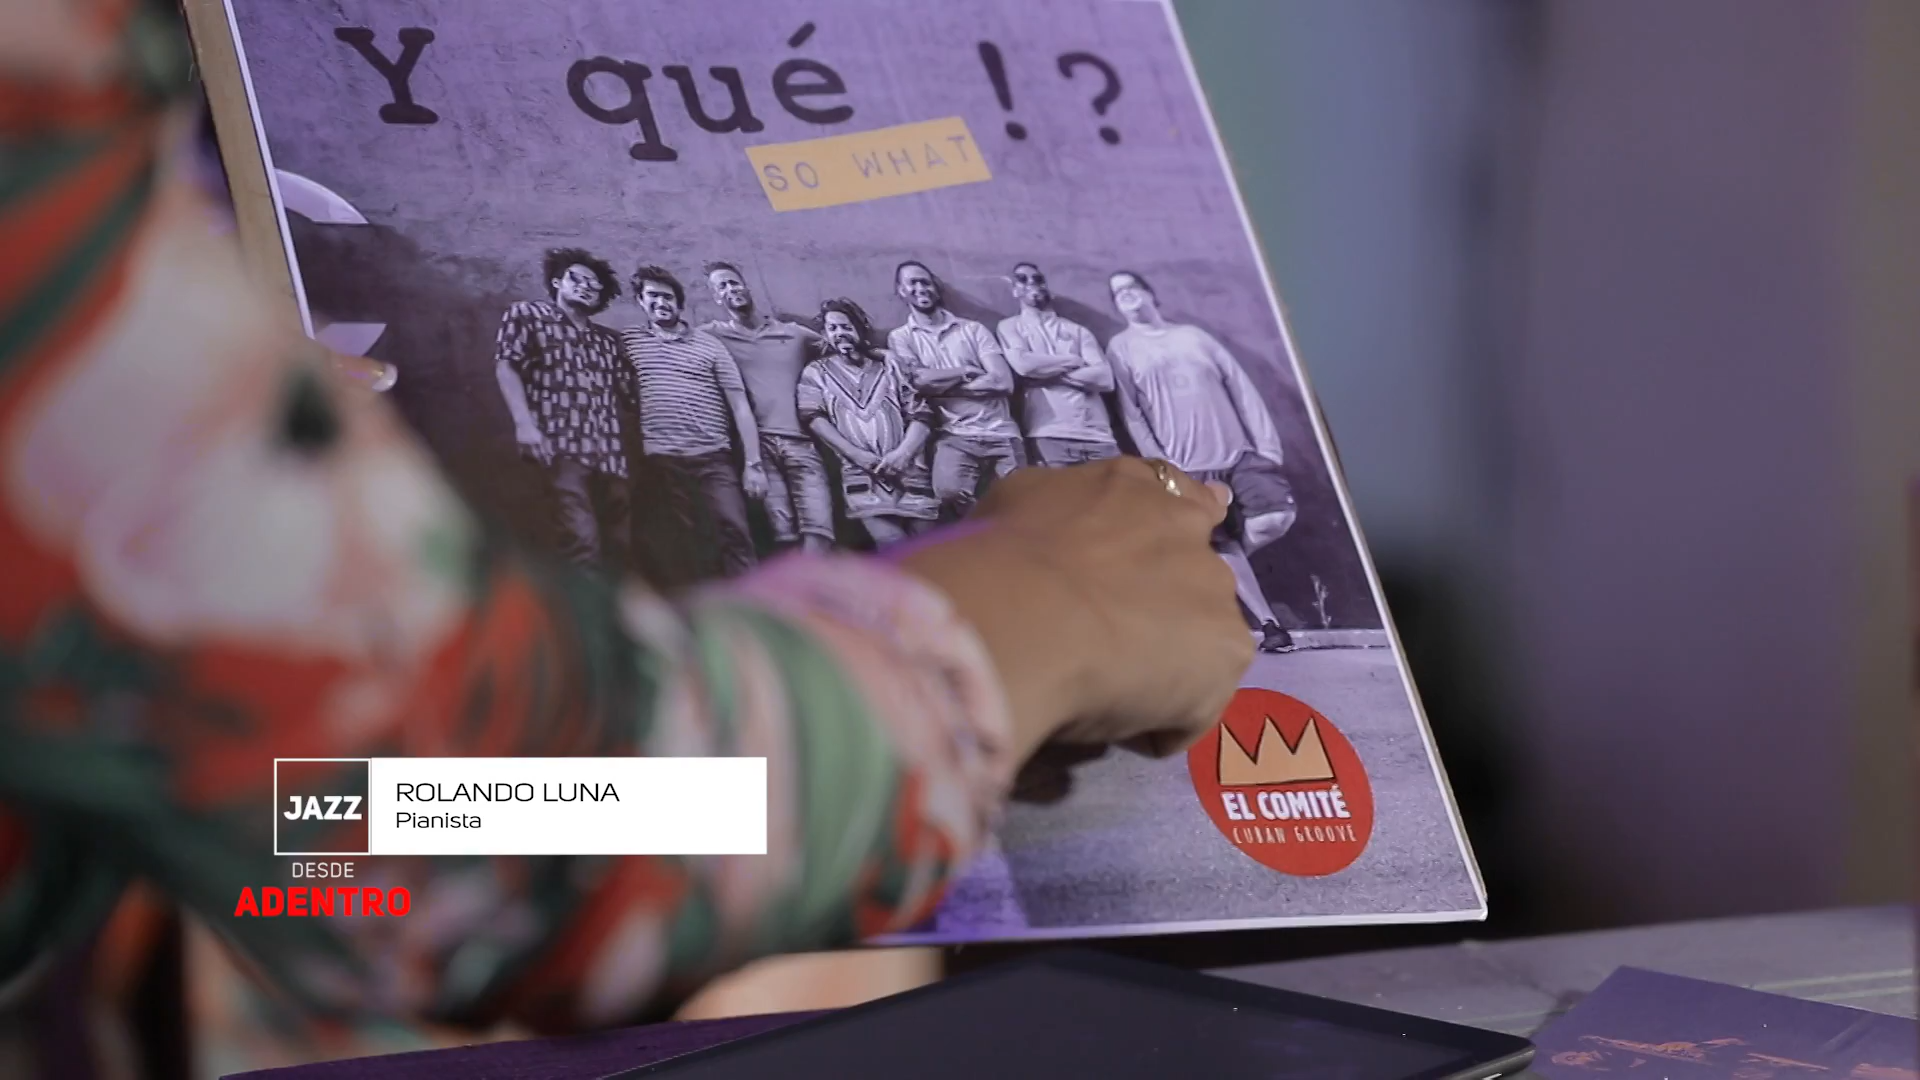 Y qué !?
SO WHAT
EL COMITÉ
CUBAN GROOVE
JAZZ
ROLANDO LUNA
Pianista
DESDE
ADENTRO